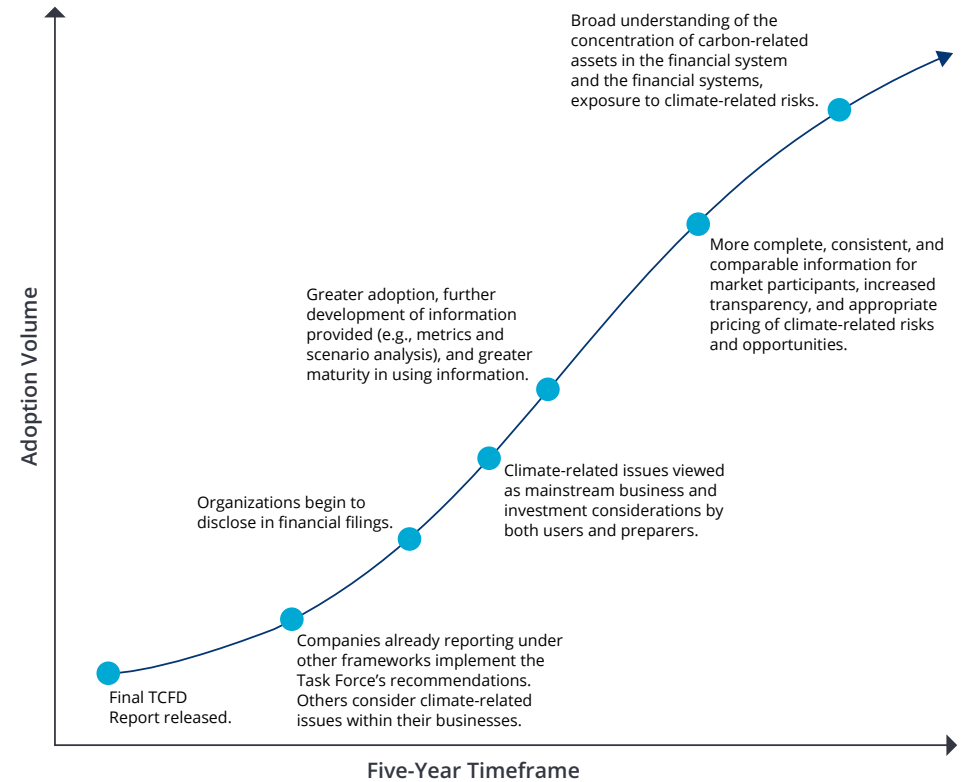 Broad understanding of the
concentration of carbon-related
assets in the financial system
and the financial systems,
exposure to climate-related risks.
More complete, consistent, and
comparable information for
market participants, increased
transparency, and appropriate
pricing of climate-related risks
and opportunities.
Greater adoption, further
development of information
provided (e.g., metrics and
scenario analysis), and greater
maturity in using information.
Climate-related issues viewed
as mainstream business and
investment considerations by
both users and preparers.
Organizations begin to
disclose in financial filings.
Companies already reporting under
other frameworks implement the
Task Force’s recommendations.
Others consider climate-related
issues within their businesses.
Final TCFD
Report released.
Adoption Volume
Five-Year Timeframe